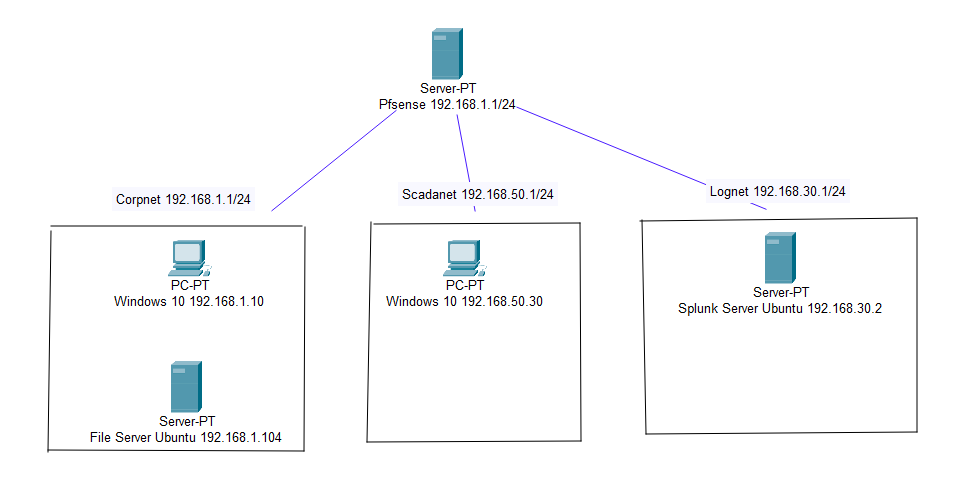 Server-PT
Pfsense 192.168.1.1/24
Corpnet 192.168.1.1/24
Scadanet 192.168.50.1/24
Lognet 192.168.30.1/24
PC-PT
Windows 10 192.168.1.10
PC-PT
Windows 10 192.168.50.30
Server-PT
Splunk Server Ubuntu 192.168.30.2
Server-PT
File Server Ubuntu 192.168.1.104